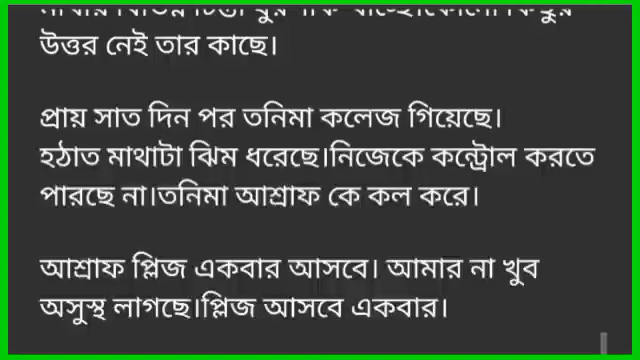 উত্তর নেই তার কাছে।
প্রায় সাত দিন পর তনিমা কলেজ গিয়েছে।
হঠাত মাথাটা ঝিম ধরেছে।নিজেকে কন্ট্রোল করতে
পারছে না।তনিমা আশ্রাফ কে কল করে।
আশ্রাফ প্লিজ একবার আসবে। আমার না খুব
অসুস্থ লাগছে।প্লিজ আসবে একবার।